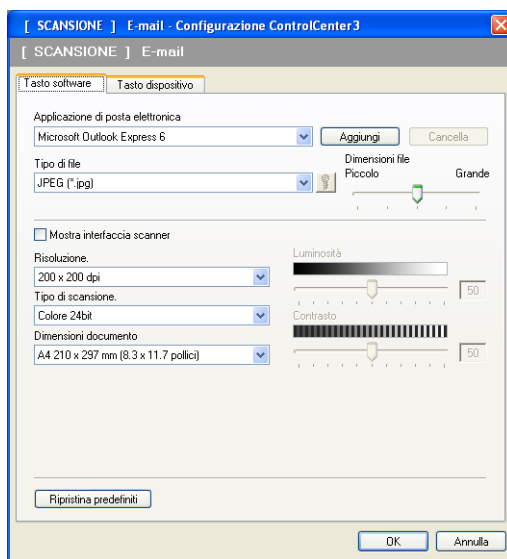 [ SCANSIONE ]  E-mail - Configurazione ControlCenter3
[ SCANSIONE ]  E-mail
Tasto software  Tasto dispositivo
Applicazione di posta elettronica
Microsoft Outlook Express 6  Aggiungi  Cancella
Tipo di file  Dimensioni file
JPEG (*.jpg)  Piccolo  Grande
Mostra interfaccia scanner
Risoluzione.  Luminosità
200 x 200 dpi  50
Tipo di scansione.
Colore 24bit  Contrasto
Dimensioni documento
A4 210 x 297 mm (8.3 x 11.7 pollici)  50
Ripristina predefiniti
OK  Annulla